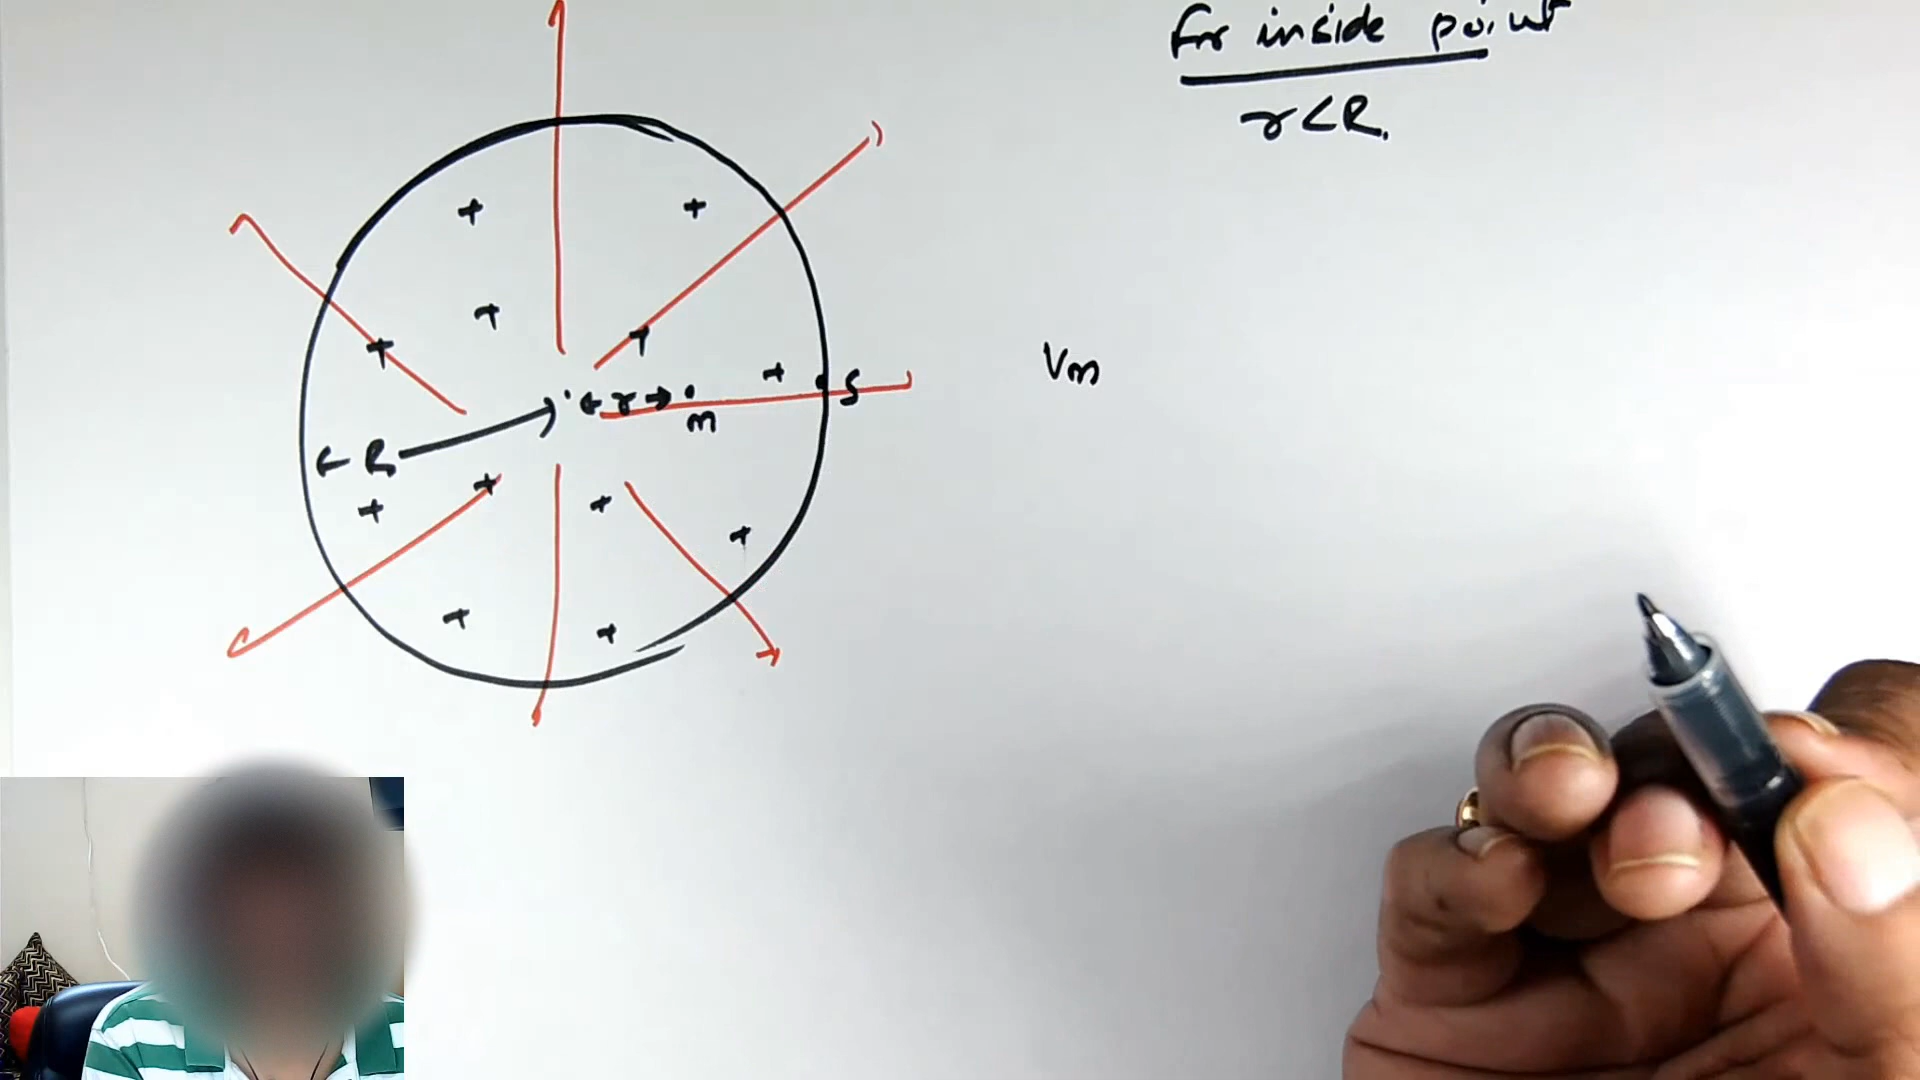 For inside point
r<R.
+ +
+
+ +
Vm
+
← r → . S
m
← R
+
+ +
+
+
+